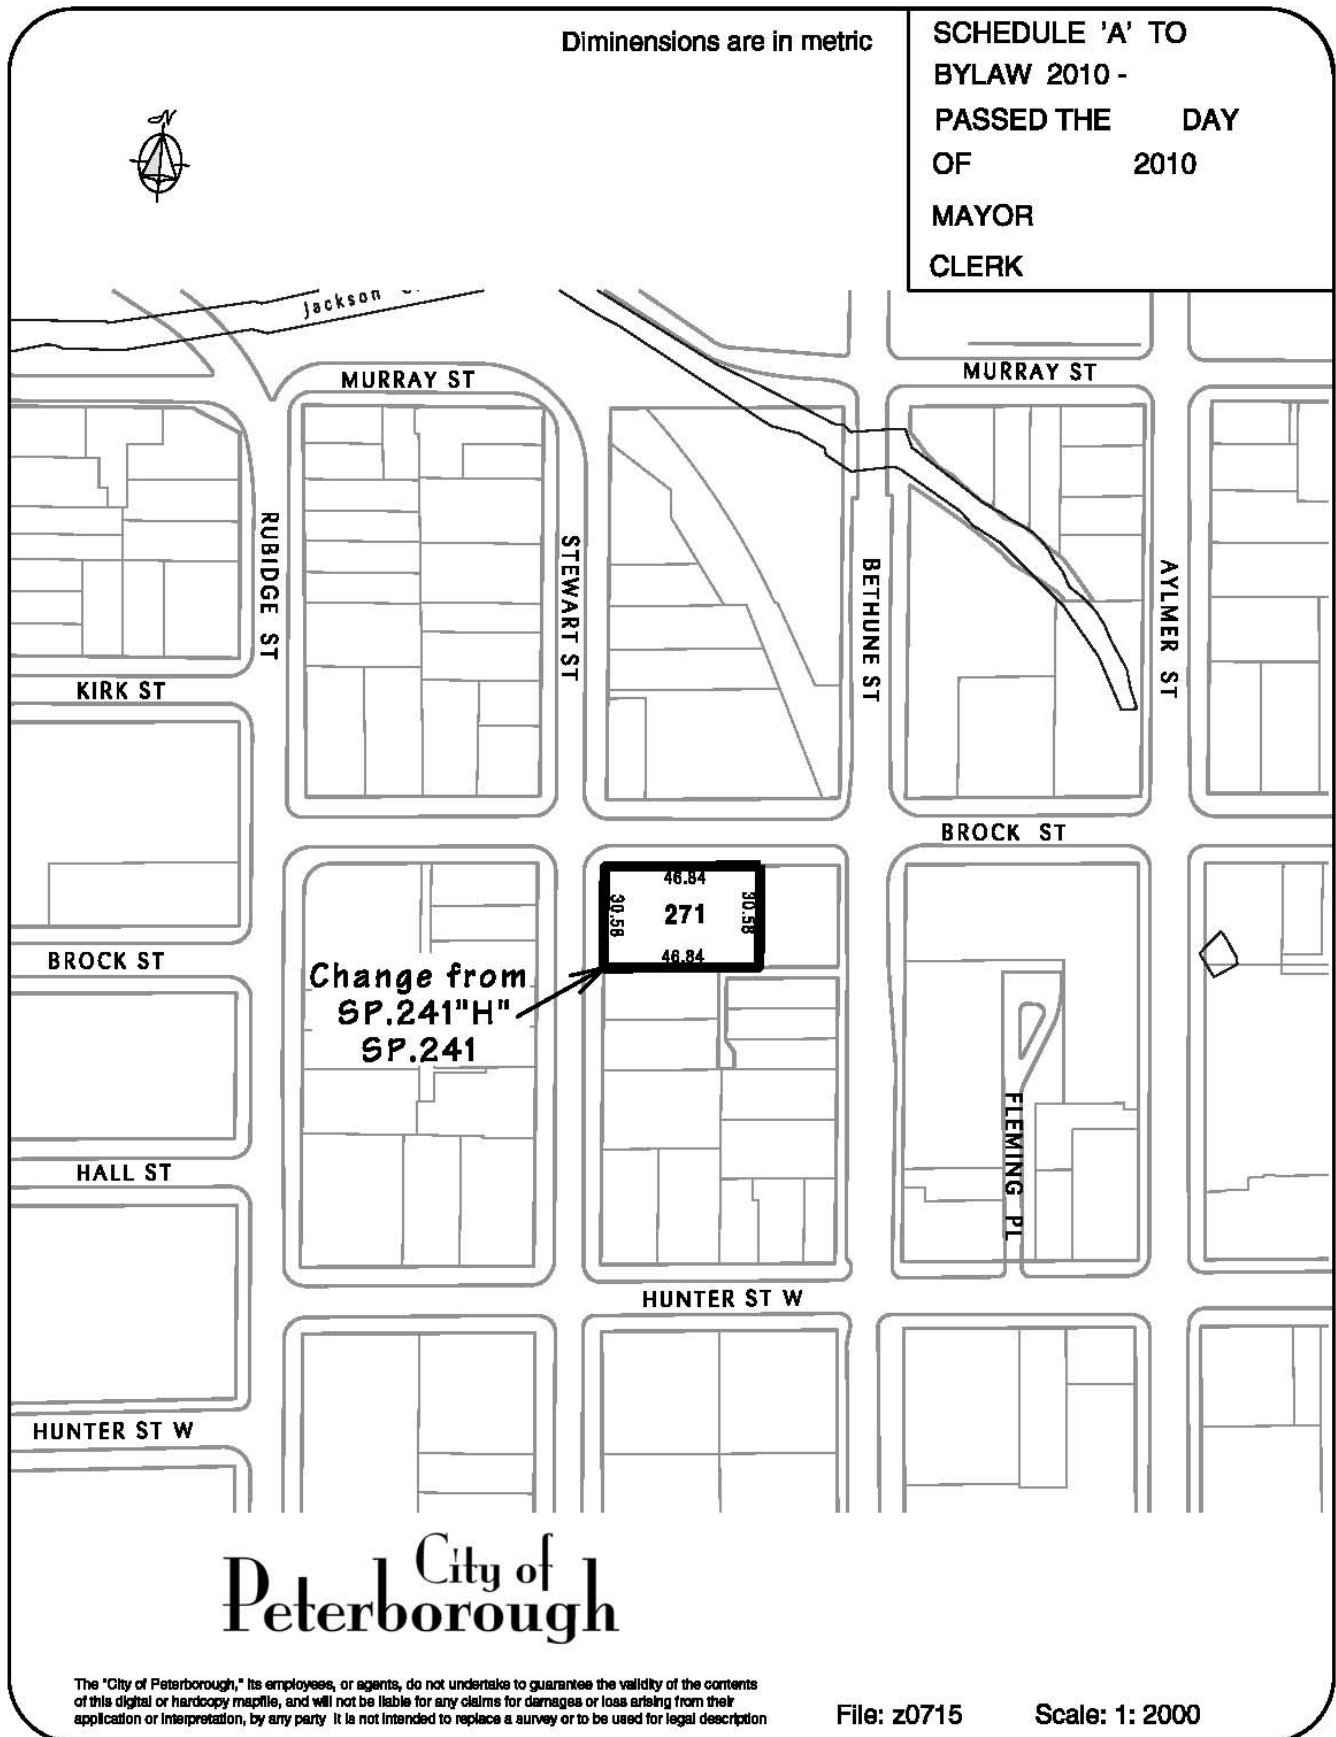 Diminensions are in metric
SCHEDULE 'A' TO
BYLAW 2010 -
PASSED THE DAY
OF 2010
MAYOR
CLERK
N
Jackson
MURRAY ST
MURRAY ST
RUBIDGE ST
STEWART ST
BETHUNE ST
AYLMER ST
KIRK ST
BROCK ST
46.84
30.58
271
30.58
46.84
BROCK ST
Change from
SP.241"H"
SP.241
FLEMING PL
HALL ST
HUNTER ST W
HUNTER ST W
City of
Peterborough
The "City of Peterborough," its employees, or agents, do not undertake to guarantee the validity of the contents
of this digital or hardcopy mapfile, and will not be liable for any claims for damages or loss arising from their
application or interpretation, by any party It is not intended to replace a survey or to be used for legal description
File: z0715 Scale: 1: 2000